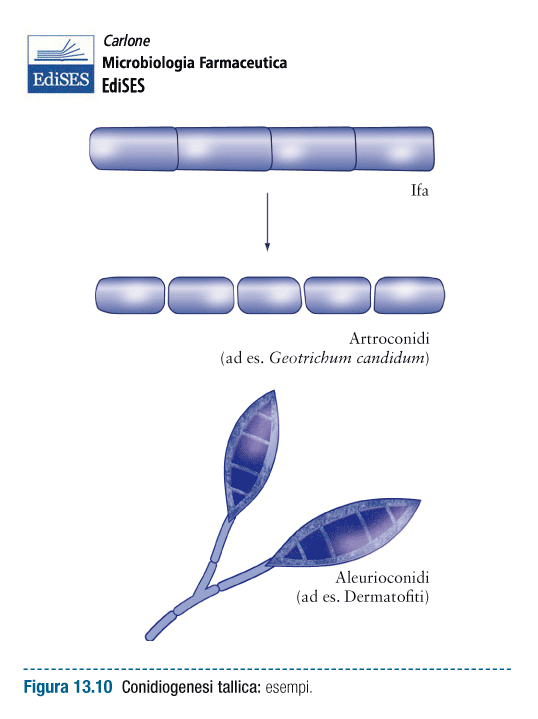 EdiSES
Carlone
Microbiologia Farmaceutica
EdiSES
Ifa
Artroconidi
(ad es. Geotrichum candidum)
Aleurioconidi
(ad es. Dermatofiti)
Figura 13.10 Conidiogenesi tallica: esempi.